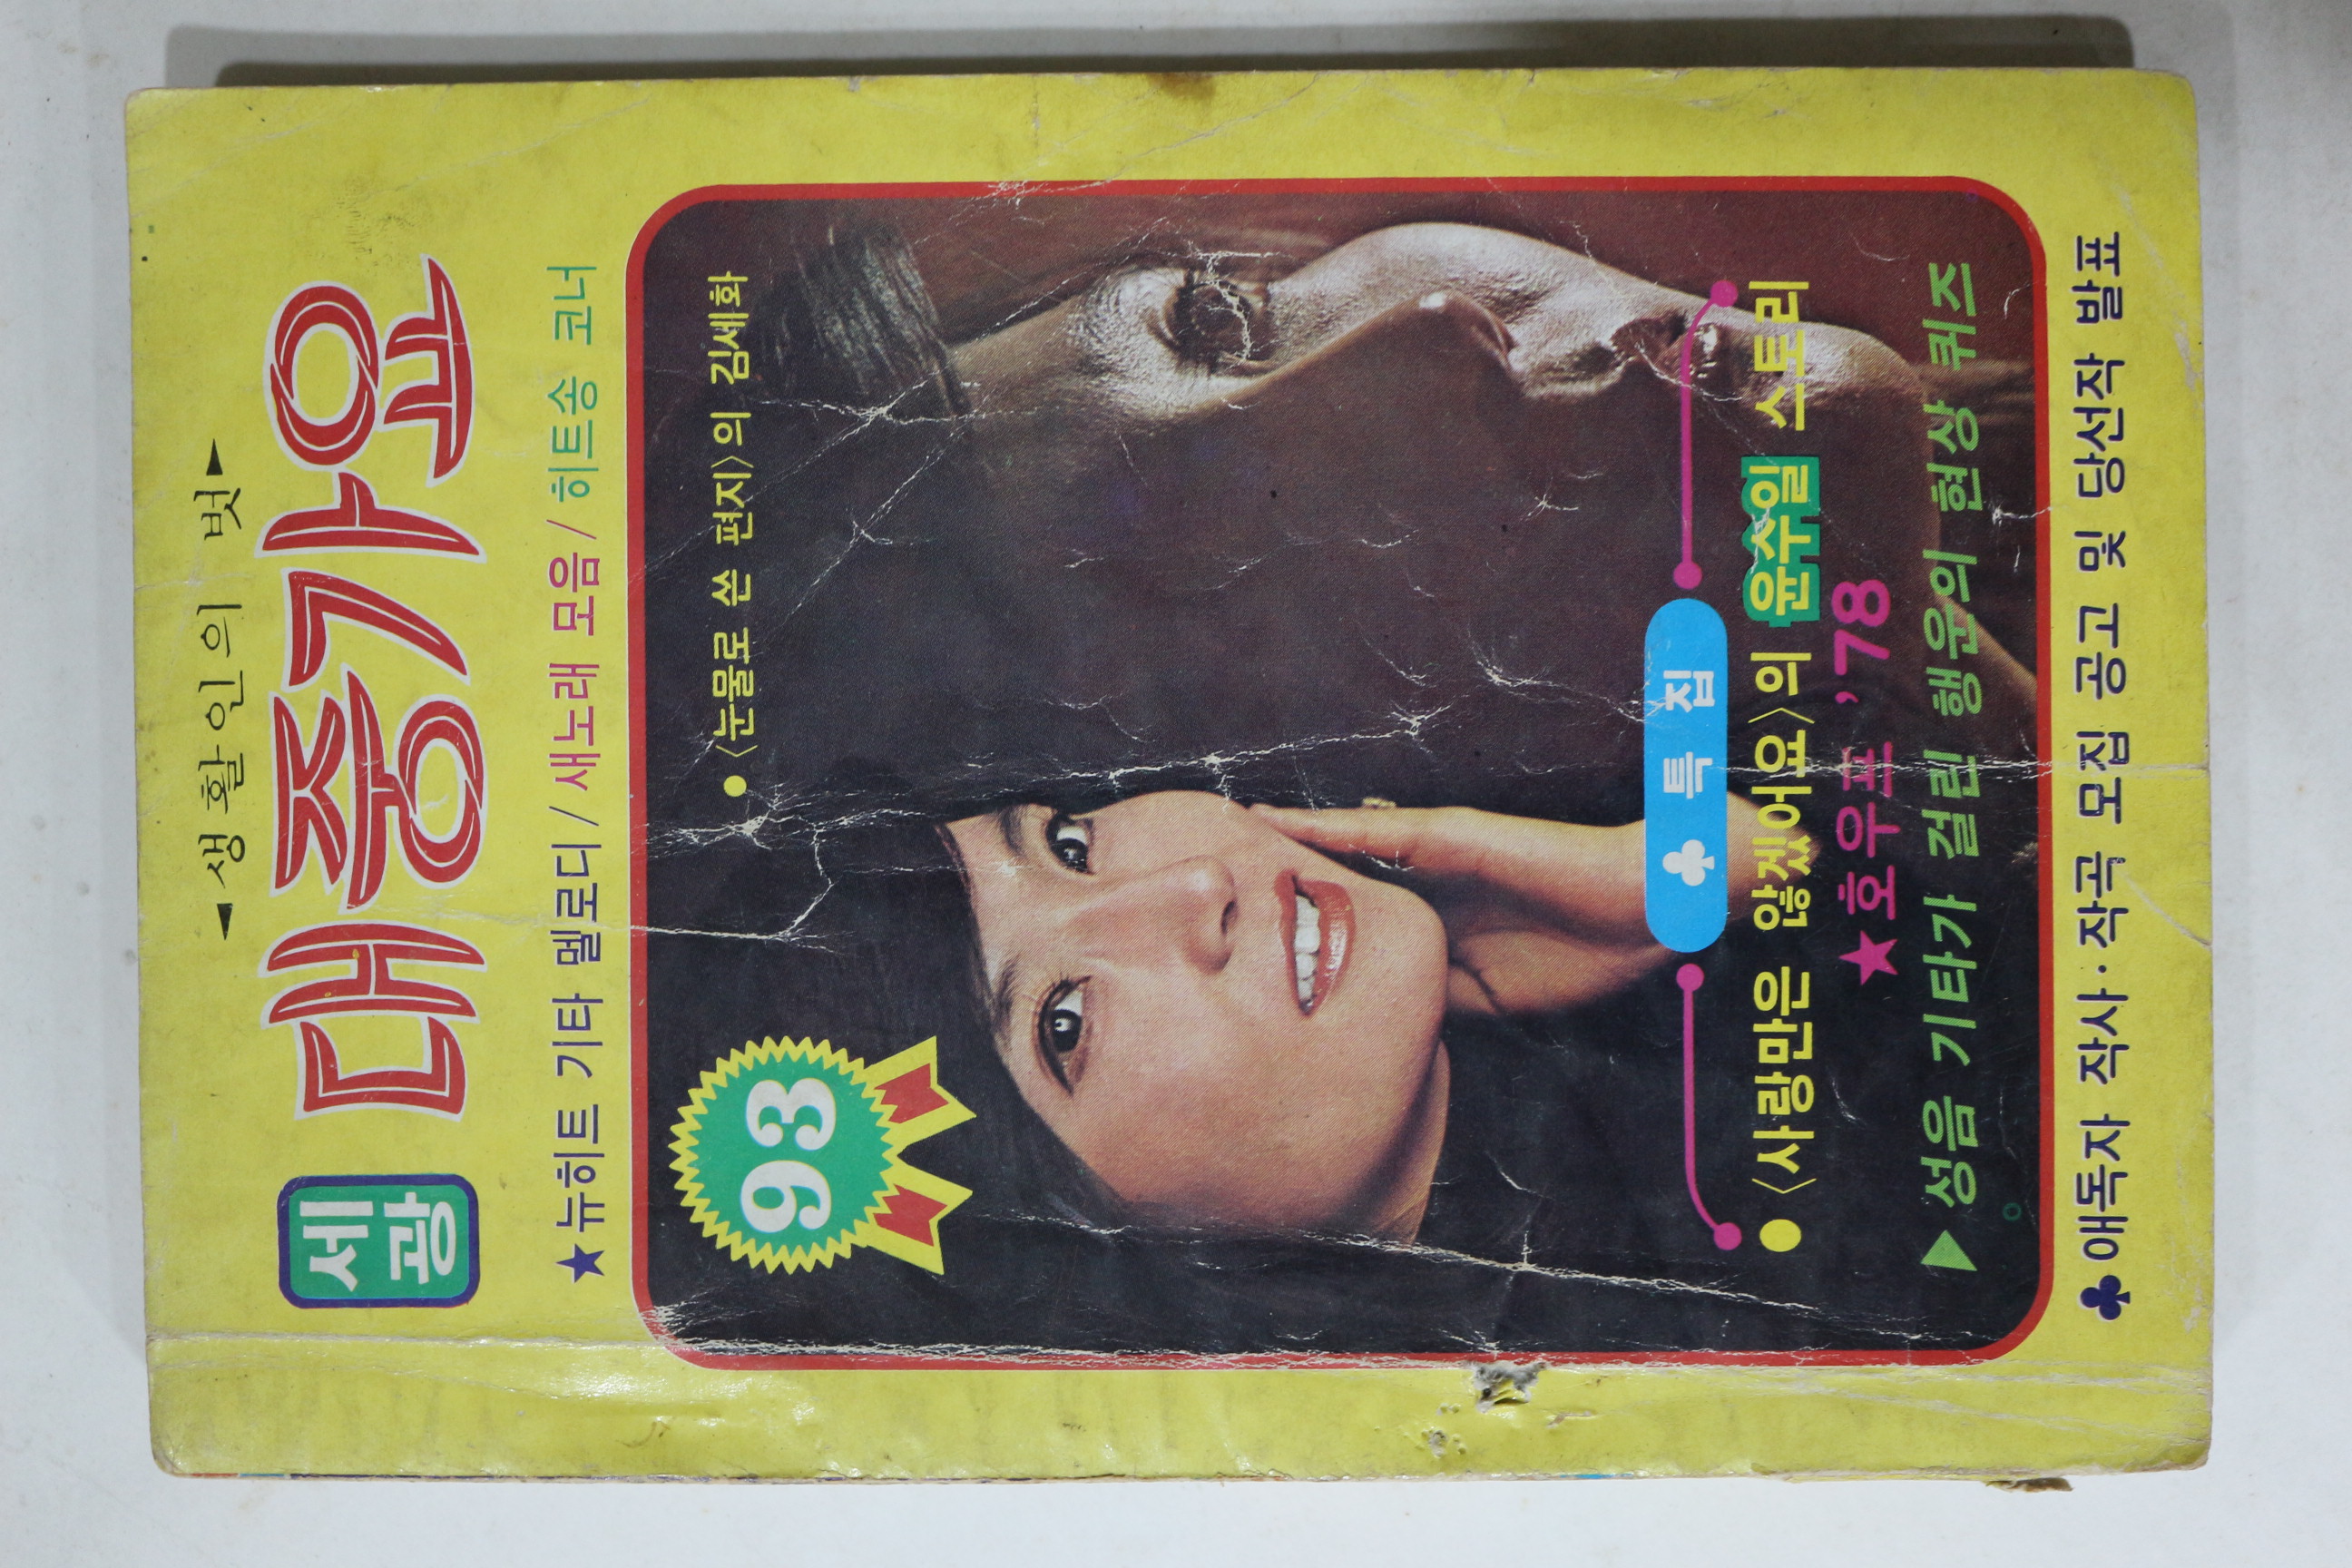 ◀생활인의 벗▶
세광
대중가요
★뉴히트 기타 멜로디/새노래 모음/히트송 코너
93
●〈눈물로 쓴 편지〉의 김세화
♣특집
●〈사랑만은 않겠어요〉의 윤수일 스토리
★호우프 '78
▶성음 기타가 걸린 행운의 현상 퀴즈
♣애독자 작사·작곡 모집 공고 및 당선작 발표